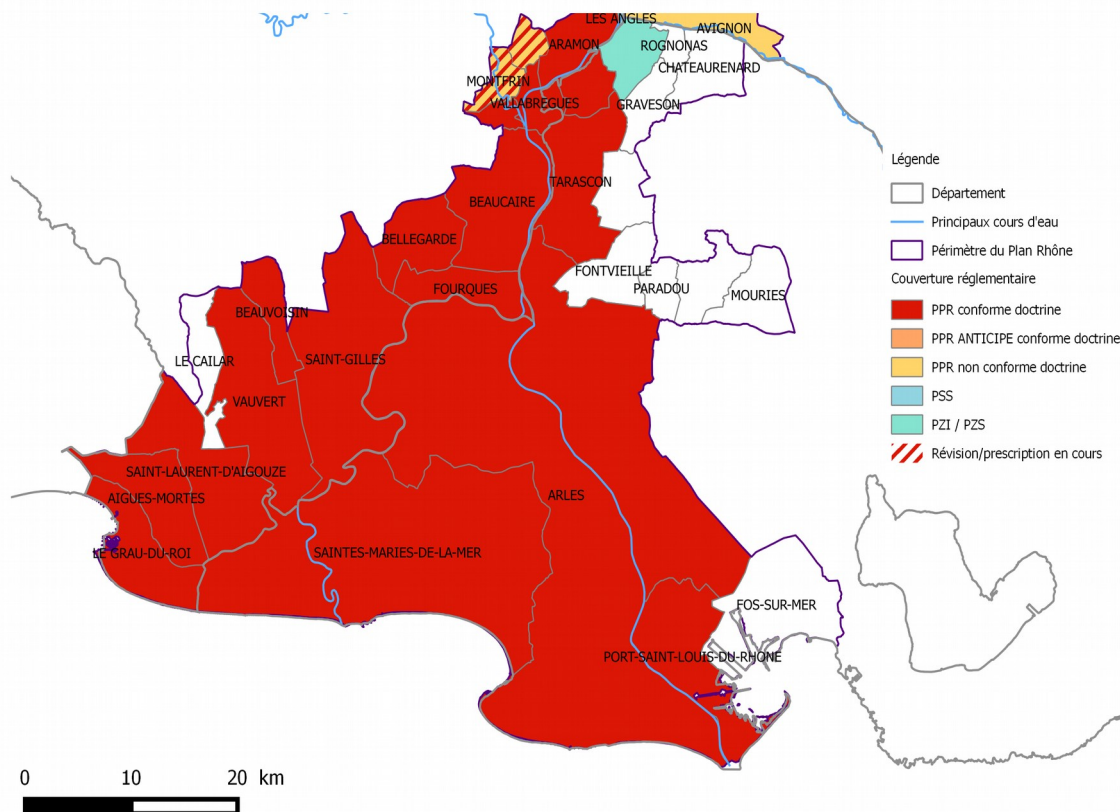 LES ANGLES
AVIGNON
ARAMON
ROGNONAS
CHATEAURENARD
MONTFRIN
VALLABREGUES
GRAVESON
TARASCON
BEAUCAIRE
BELLEGARDE
FONTVIEILLE
FOURQUES
PARADOU
MOURIES
BEAUVOISIN
LE CAILAR
SAINT-GILLES
VAUVERT
SAINT-LAURENT-D'AIGOUZE
AIGUES-MORTES
ARLES
LE GRAU-DU-ROI
SAINTES-MARIES-DE-LA-MER
FOS-SUR-MER
PORT-SAINT-LOUIS-DU-RHÔNE
Légende
Département
Principaux cours d'eau
Périmètre du Plan Rhône
Couverture réglementaire
PPR conforme doctrine
PPR ANTICIPE conforme doctrine
PPR non conforme doctrine
PSS
PZI / PZS
Révision/prescription en cours
0 10 20 km